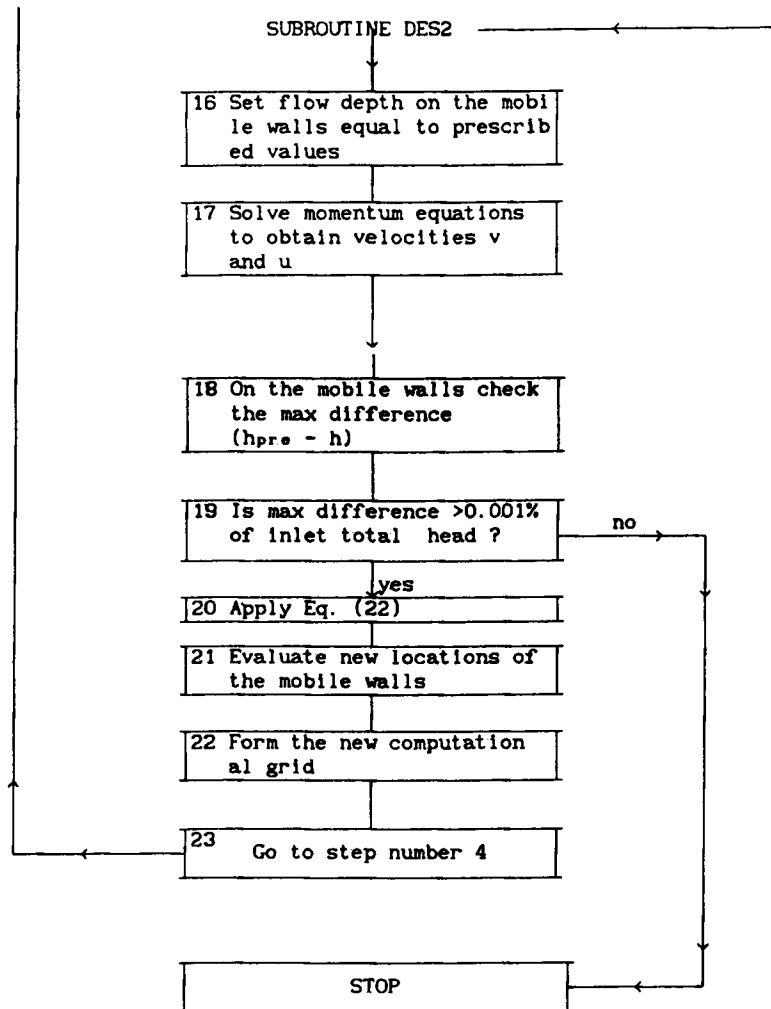 SUBROUTINE DES2
16 Set flow depth on the mobi
le walls equal to prescrib
ed values
17 Solve momentum equations
to obtain velocities v
and u
18 On the mobile walls check
the max difference
(hpre - h)
19 Is max difference >0.001%
of inlet total head ?
no
yes
20 Apply Eq. (22)
21 Evaluate new locations of
the mobile walls
22 Form the new computation
al grid
23
Go to step number 4
STOP